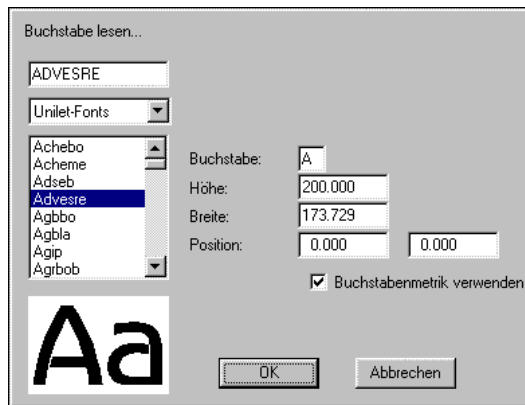 Buchstabe lesen...
ADVESRE
Unilet-Fonts
Achebo
Acheme
Adseb
Advesre
Agbbo
Agbla
Agip
Agrbob
Buchstabe: A
Höhe: 200.000
Breite: 173.729
Position: 0.000 0.000
Buchstabenmetrik verwenden
Aa
OK Abbrechen